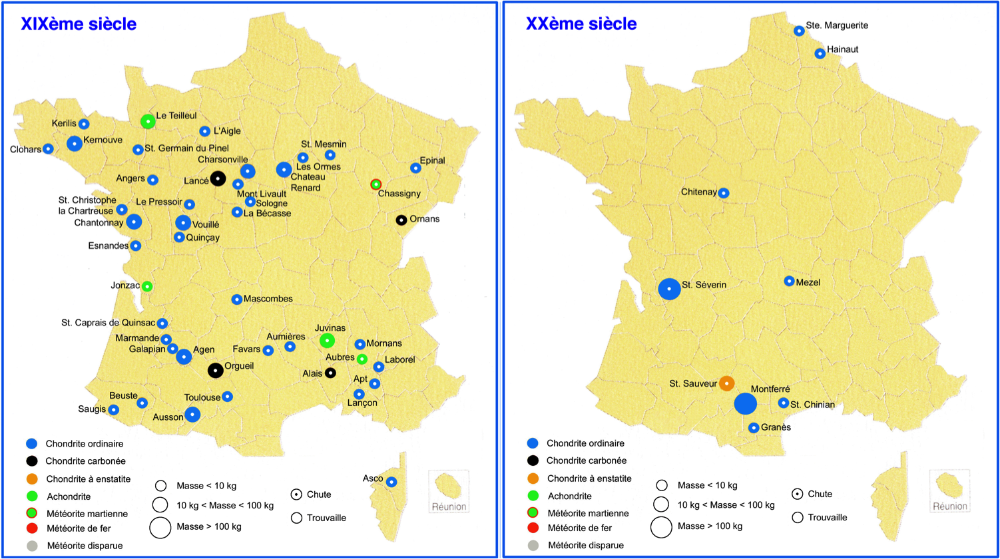 XIXème siècle
Kerilis
Le Teilleul
L'Aigle
Kernouve
Clohars
St. Germain du Pinel
St. Mesmin
Charsonville
Les Ormes
Epinal
Angers
Lancé
Chateau
Renard
Mont Livault
Chassigny
St. Christophe
la Chartreuse
Le Pressoir
Sologne
La Bécasse
Chantonnay
Vouillé
Ornans
Quinçay
Esnandes
Jonzac
Mascombes
St. Caprais de Quinsac
Juvinas
Marmande
Aumières
Galapian
Agen
Favars
Mornans
Aubres
Laborel
Orgueil
Alais
Apt
Beuste
Toulouse
Lançon
Saugis
Ausson
Asco
Chondrite ordinaire
Chondrite carbonée
Chondrite à enstatite
Achondrite
Météorite martienne
Météorite de fer
Météorite disparue
Masse < 10 kg
10 kg < Masse < 100 kg
Masse > 100 kg
Chute
Trouvaille
Réunion
XXème siècle
Ste. Marguerite
Hainaut
Chitenay
St. Séverin
Mezel
St. Sauveur
Montferré
St. Chinian
Granès
Chondrite ordinaire
Chondrite carbonée
Chondrite à enstatite
Achondrite
Météorite martienne
Météorite de fer
Météorite disparue
Masse < 10 kg
10 kg < Masse < 100 kg
Masse > 100 kg
Chute
Trouvaille
Réunion